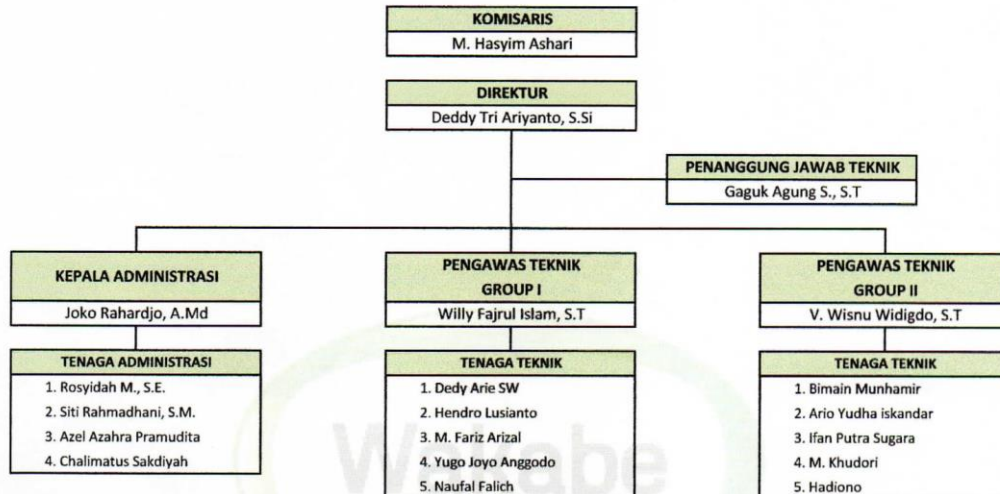 KOMISARIS
M. Hasyim Ashari
DIREKTUR
Deddy Tri Ariyanto, S.Si
PENANGGUNG JAWAB TEKNIK
Gaguk Agung S., S.T
KEPALA ADMINISTRASI
Joko Rahardjo, A.Md
TENAGA ADMINISTRASI
1. Rosyidah M., S.E.
2. Siti Rahmadhani, S.M.
3. Azel Azahra Pramudita
4. Chalimatus Sakdiyah
PENGAWAS TEKNIK
GROUP I
Willy Fajrul Islam, S.T
TENAGA TEKNIK
1. Dedy Arie SW
2. Hendro Lusianto
3. M. Fariz Arizal
4. Yugo Joyo Anggodo
5. Naufal Falich
PENGAWAS TEKNIK
GROUP II
V. Wisnu Widigdo, S.T
TENAGA TEKNIK
1. Bimain Munhamir
2. Ario Yudha iskandar
3. Ifan Putra Sugara
4. M. Khudori
5. Hadiono
Wakabe